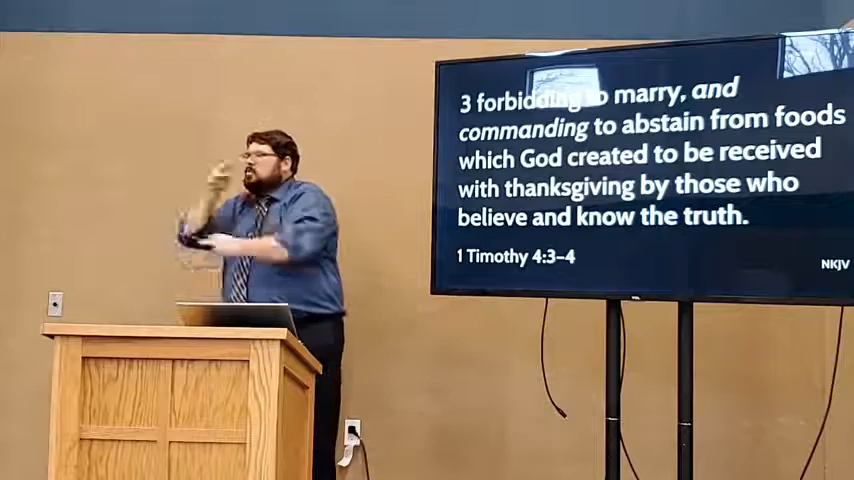 3 forbidding to marry, and
commanding to abstain from foods
which God created to be received
with thanksgiving by those who
believe and know the truth.
1 Timothy 4:3–4
NKJV